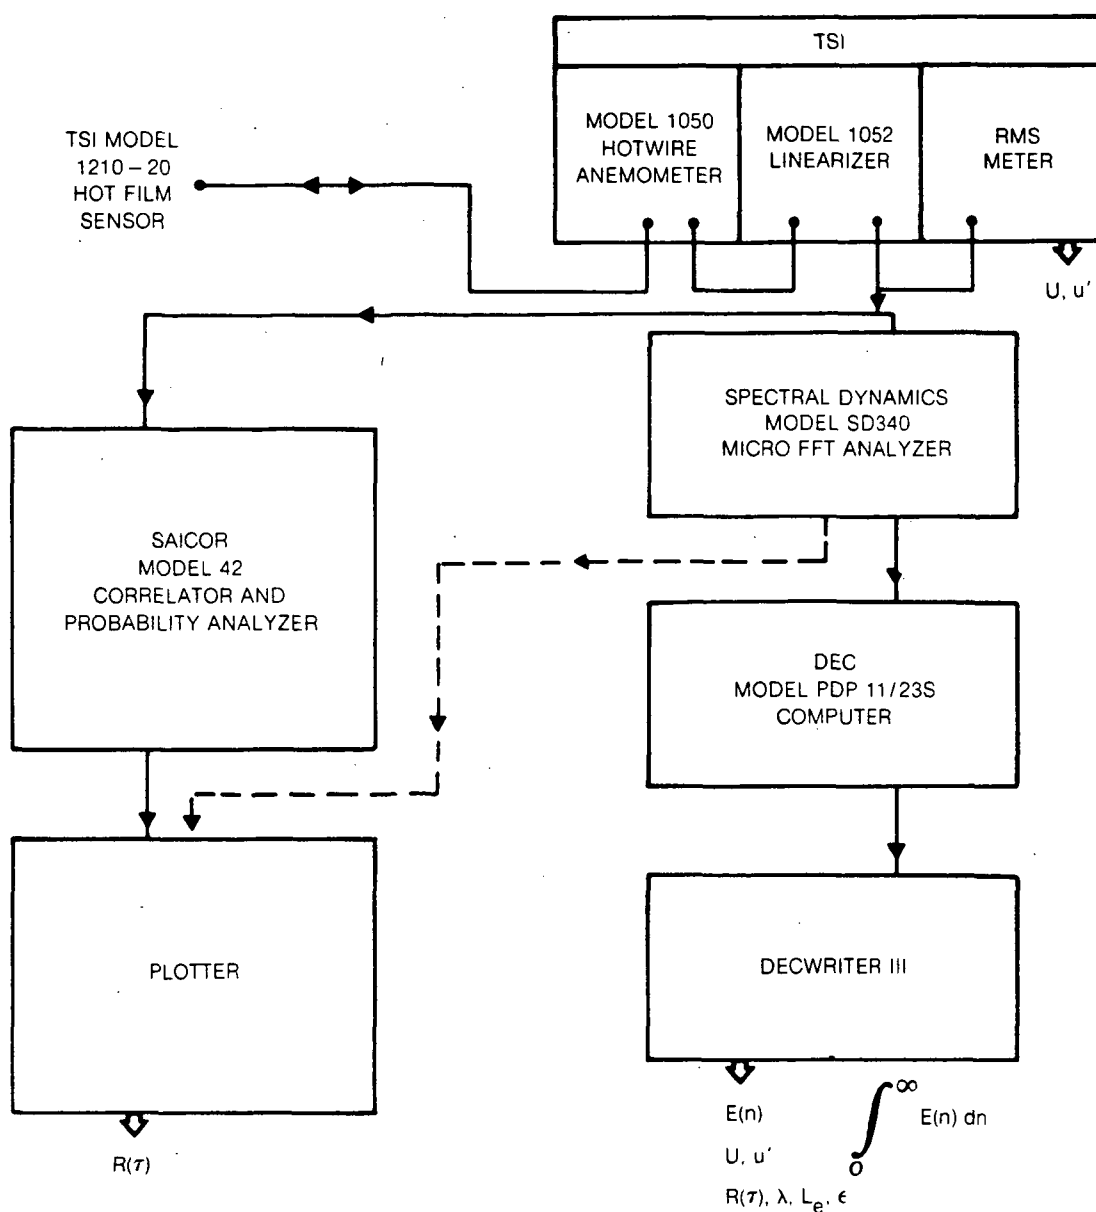 TSI
MODEL 1050
HOTWIRE
ANEMOMETER
MODEL 1052
LINEARIZER
RMS
METER
TSI MODEL
1210-20
HOT FILM
SENSOR
U, u'
SPECTRAL DYNAMICS
MODEL SD340
MICRO FFT ANALYZER
SAICOR
MODEL 42
CORRELATOR AND
PROBABILITY ANALYZER
DEC
MODEL PDP 11/23S
COMPUTER
PLOTTER
DECWRITER III
R(τ)
E(n)
∫₀^∞ E(n) dn
U, u'
R(τ), λ, Lₑ, ε